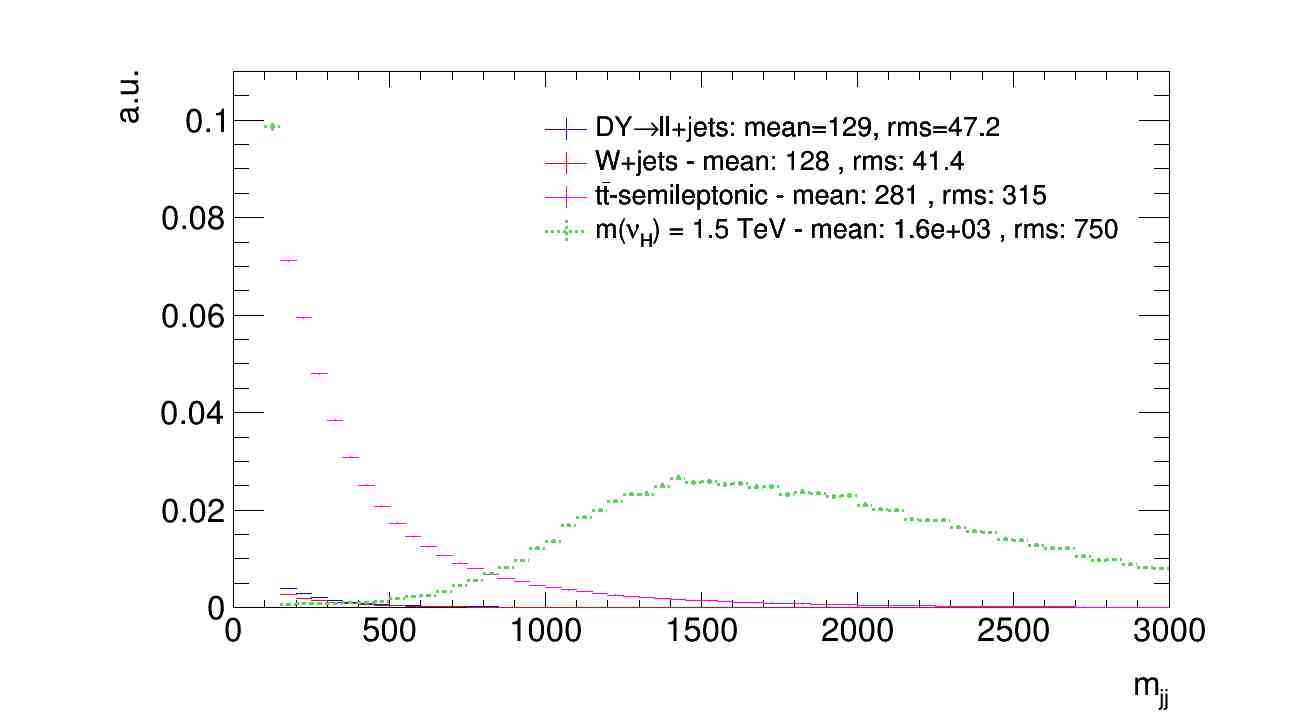 a.u.
DY→ll+jets: mean=129, rms=47.2
W+jets - mean: 128 , rms: 41.4
tt̄-semileptonic - mean: 281 , rms: 315
m(ν_H) = 1.5 TeV - mean: 1.6e+03 , rms: 750
0.1
0.08
0.06
0.04
0.02
0
0 500 1000 1500 2000 2500 3000
m_jj